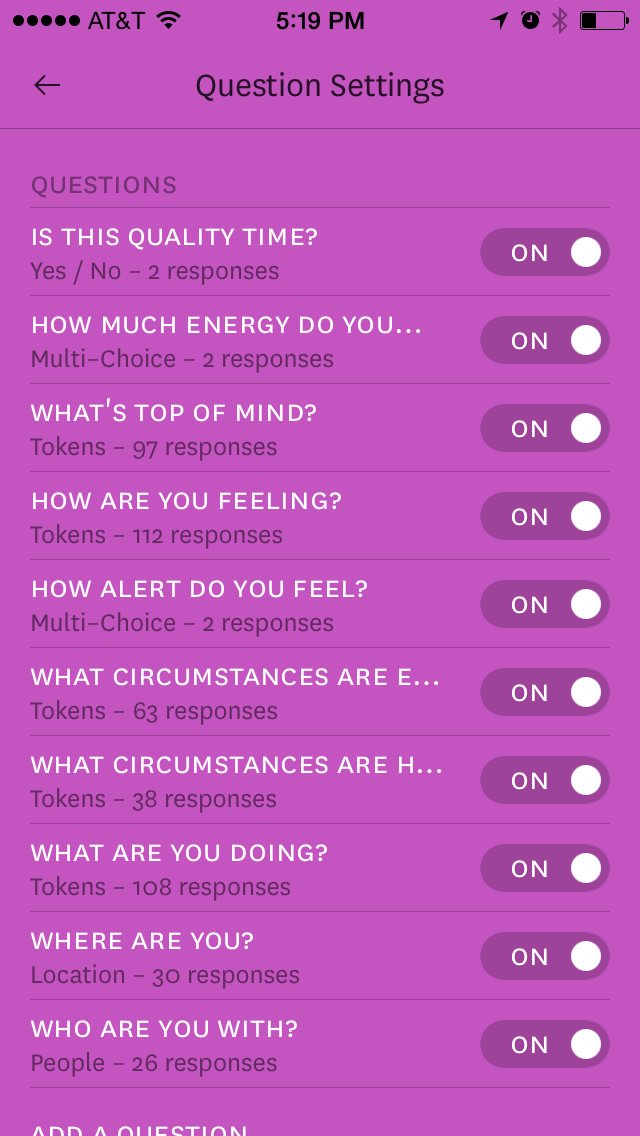 AT&T 5:19 PM
Question Settings
QUESTIONS
IS THIS QUALITY TIME?
Yes / No – 2 responses
ON
HOW MUCH ENERGY DO YOU...
Multi–Choice – 2 responses
ON
WHAT'S TOP OF MIND?
Tokens – 97 responses
ON
HOW ARE YOU FEELING?
Tokens – 112 responses
ON
HOW ALERT DO YOU FEEL?
Multi–Choice – 2 responses
ON
WHAT CIRCUMSTANCES ARE E...
Tokens – 63 responses
ON
WHAT CIRCUMSTANCES ARE H...
Tokens – 38 responses
ON
WHAT ARE YOU DOING?
Tokens – 108 responses
ON
WHERE ARE YOU?
Location – 30 responses
ON
WHO ARE YOU WITH?
People – 26 responses
ON
ADD A QUESTION